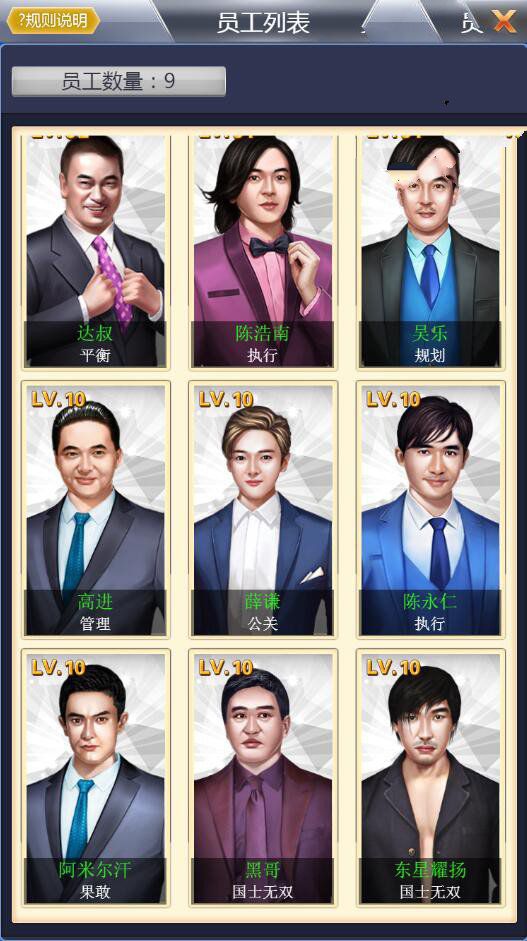 ?规则说明
员工列表
员
员工数量：9
达叔
平衡
陈浩南
执行
吴乐
规划
LV.10
LV.10
LV.10
高进
管理
薛谦
公关
陈永仁
执行
LV.10
LV.10
LV.10
阿米尔汗
果敢
黑哥
国士无双
东星耀扬
国士无双